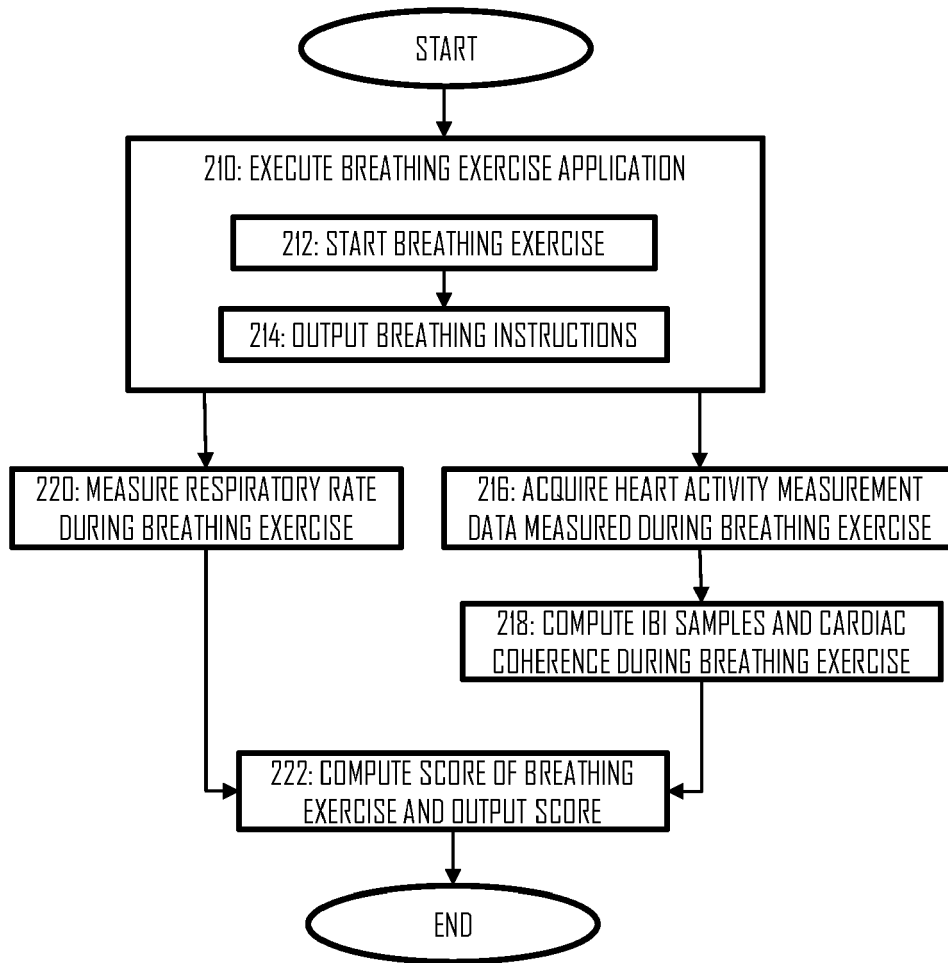 START
210: EXECUTE BREATHING EXERCISE APPLICATION
212: START BREATHING EXERCISE
214: OUTPUT BREATHING INSTRUCTIONS
220: MEASURE RESPIRATORY RATE
DURING BREATHING EXERCISE
216: ACQUIRE HEART ACTIVITY MEASUREMENT
DATA MEASURED DURING BREATHING EXERCISE
218: COMPUTE IBI SAMPLES AND CARDIAC
COHERENCE DURING BREATHING EXERCISE
222: COMPUTE SCORE OF BREATHING
EXERCISE AND OUTPUT SCORE
END